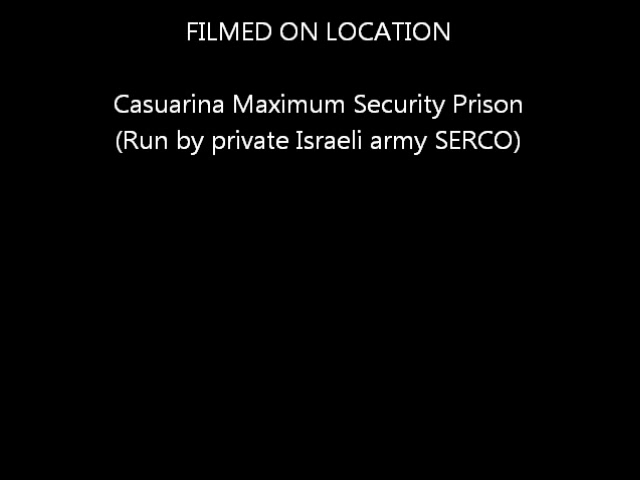 FILMED ON LOCATION
Casuarina Maximum Security Prison
(Run by private Israeli army SERCO)